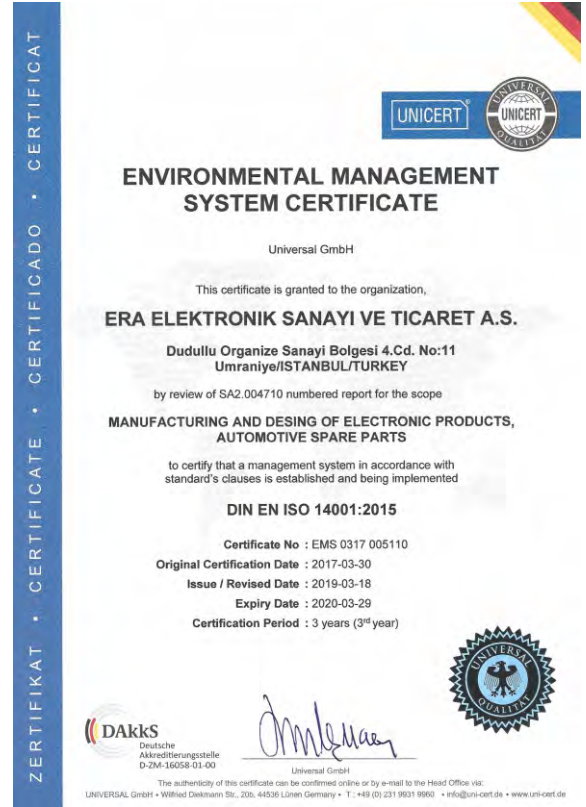 UNICERT
UNIVERSAL
UNICERT
QUALITÄT
ZERTIFIKAT • CERTIFICATE • CERTIFICADO • CERTIFICAT
ENVIRONMENTAL MANAGEMENT
SYSTEM CERTIFICATE
Universal GmbH
This certificate is granted to the organization,
ERA ELEKTRONIK SANAYI VE TICARET A.S.
Dudullu Organize Sanayi Bolgesi 4.Cd. No:11
Umraniye/ISTANBUL/TURKEY
by review of SA2.004710 numbered report for the scope
MANUFACTURING AND DESING OF ELECTRONIC PRODUCTS,
AUTOMOTIVE SPARE PARTS
to certify that a management system in accordance with
standard's clauses is established and being implemented
DIN EN ISO 14001:2015
Certificate No : EMS 0317 005110
Original Certification Date : 2017-03-30
Issue / Revised Date : 2019-03-18
Expiry Date : 2020-03-29
Certification Period : 3 years (3rd year)
UNIVERSAL
QUALITÄT
DAkkS
Deutsche
Akkreditierungsstelle
D-ZM-16058-01-00
Universal GmbH
The authenticity of this certificate can be confirmed online or by e-mail to the Head Office via:
UNIVERSAL GmbH • Wilfried Diekmann Str., 20b, 44536 Lünen Germany • T : +49 (0) 231 9831 9960 • info@uni-cert.de • www.uni-cert.de